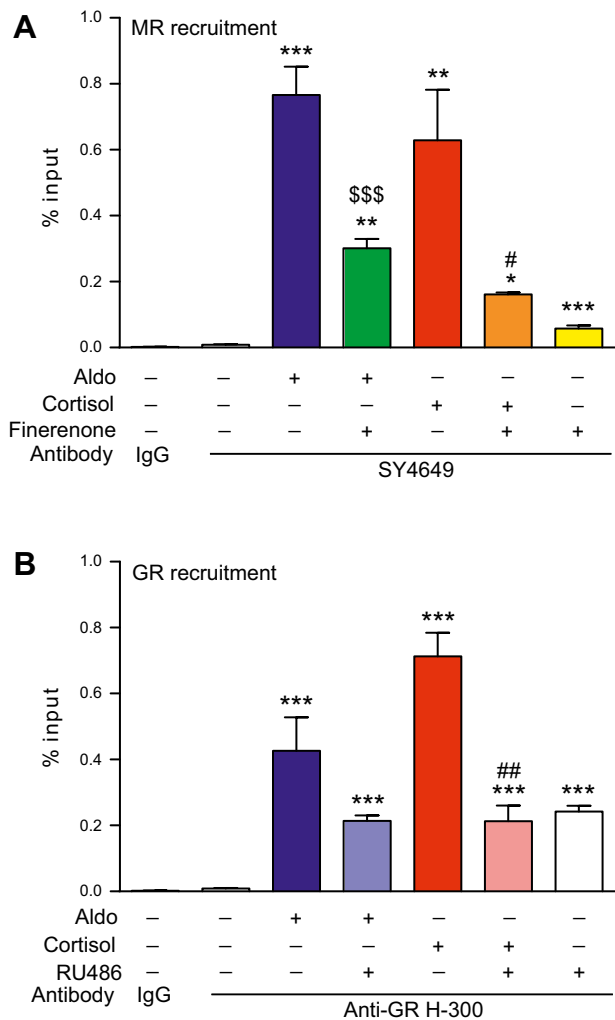 A
MR recruitment
% input
1.0
0.8
0.6
0.4
0.2
0.0
***
$$$
**
**
#
*
***
Aldo – – + + – – –
Cortisol – – – – + + –
Finerenone – – – + – + +
Antibody IgG
SY4649
B
GR recruitment
% input
1.0
0.8
0.6
0.4
0.2
0.0
***
***
***
##
***
***
Aldo – – + + – – –
Cortisol – – – – + + –
RU486 – – – + – + +
Antibody IgG
Anti-GR H-300